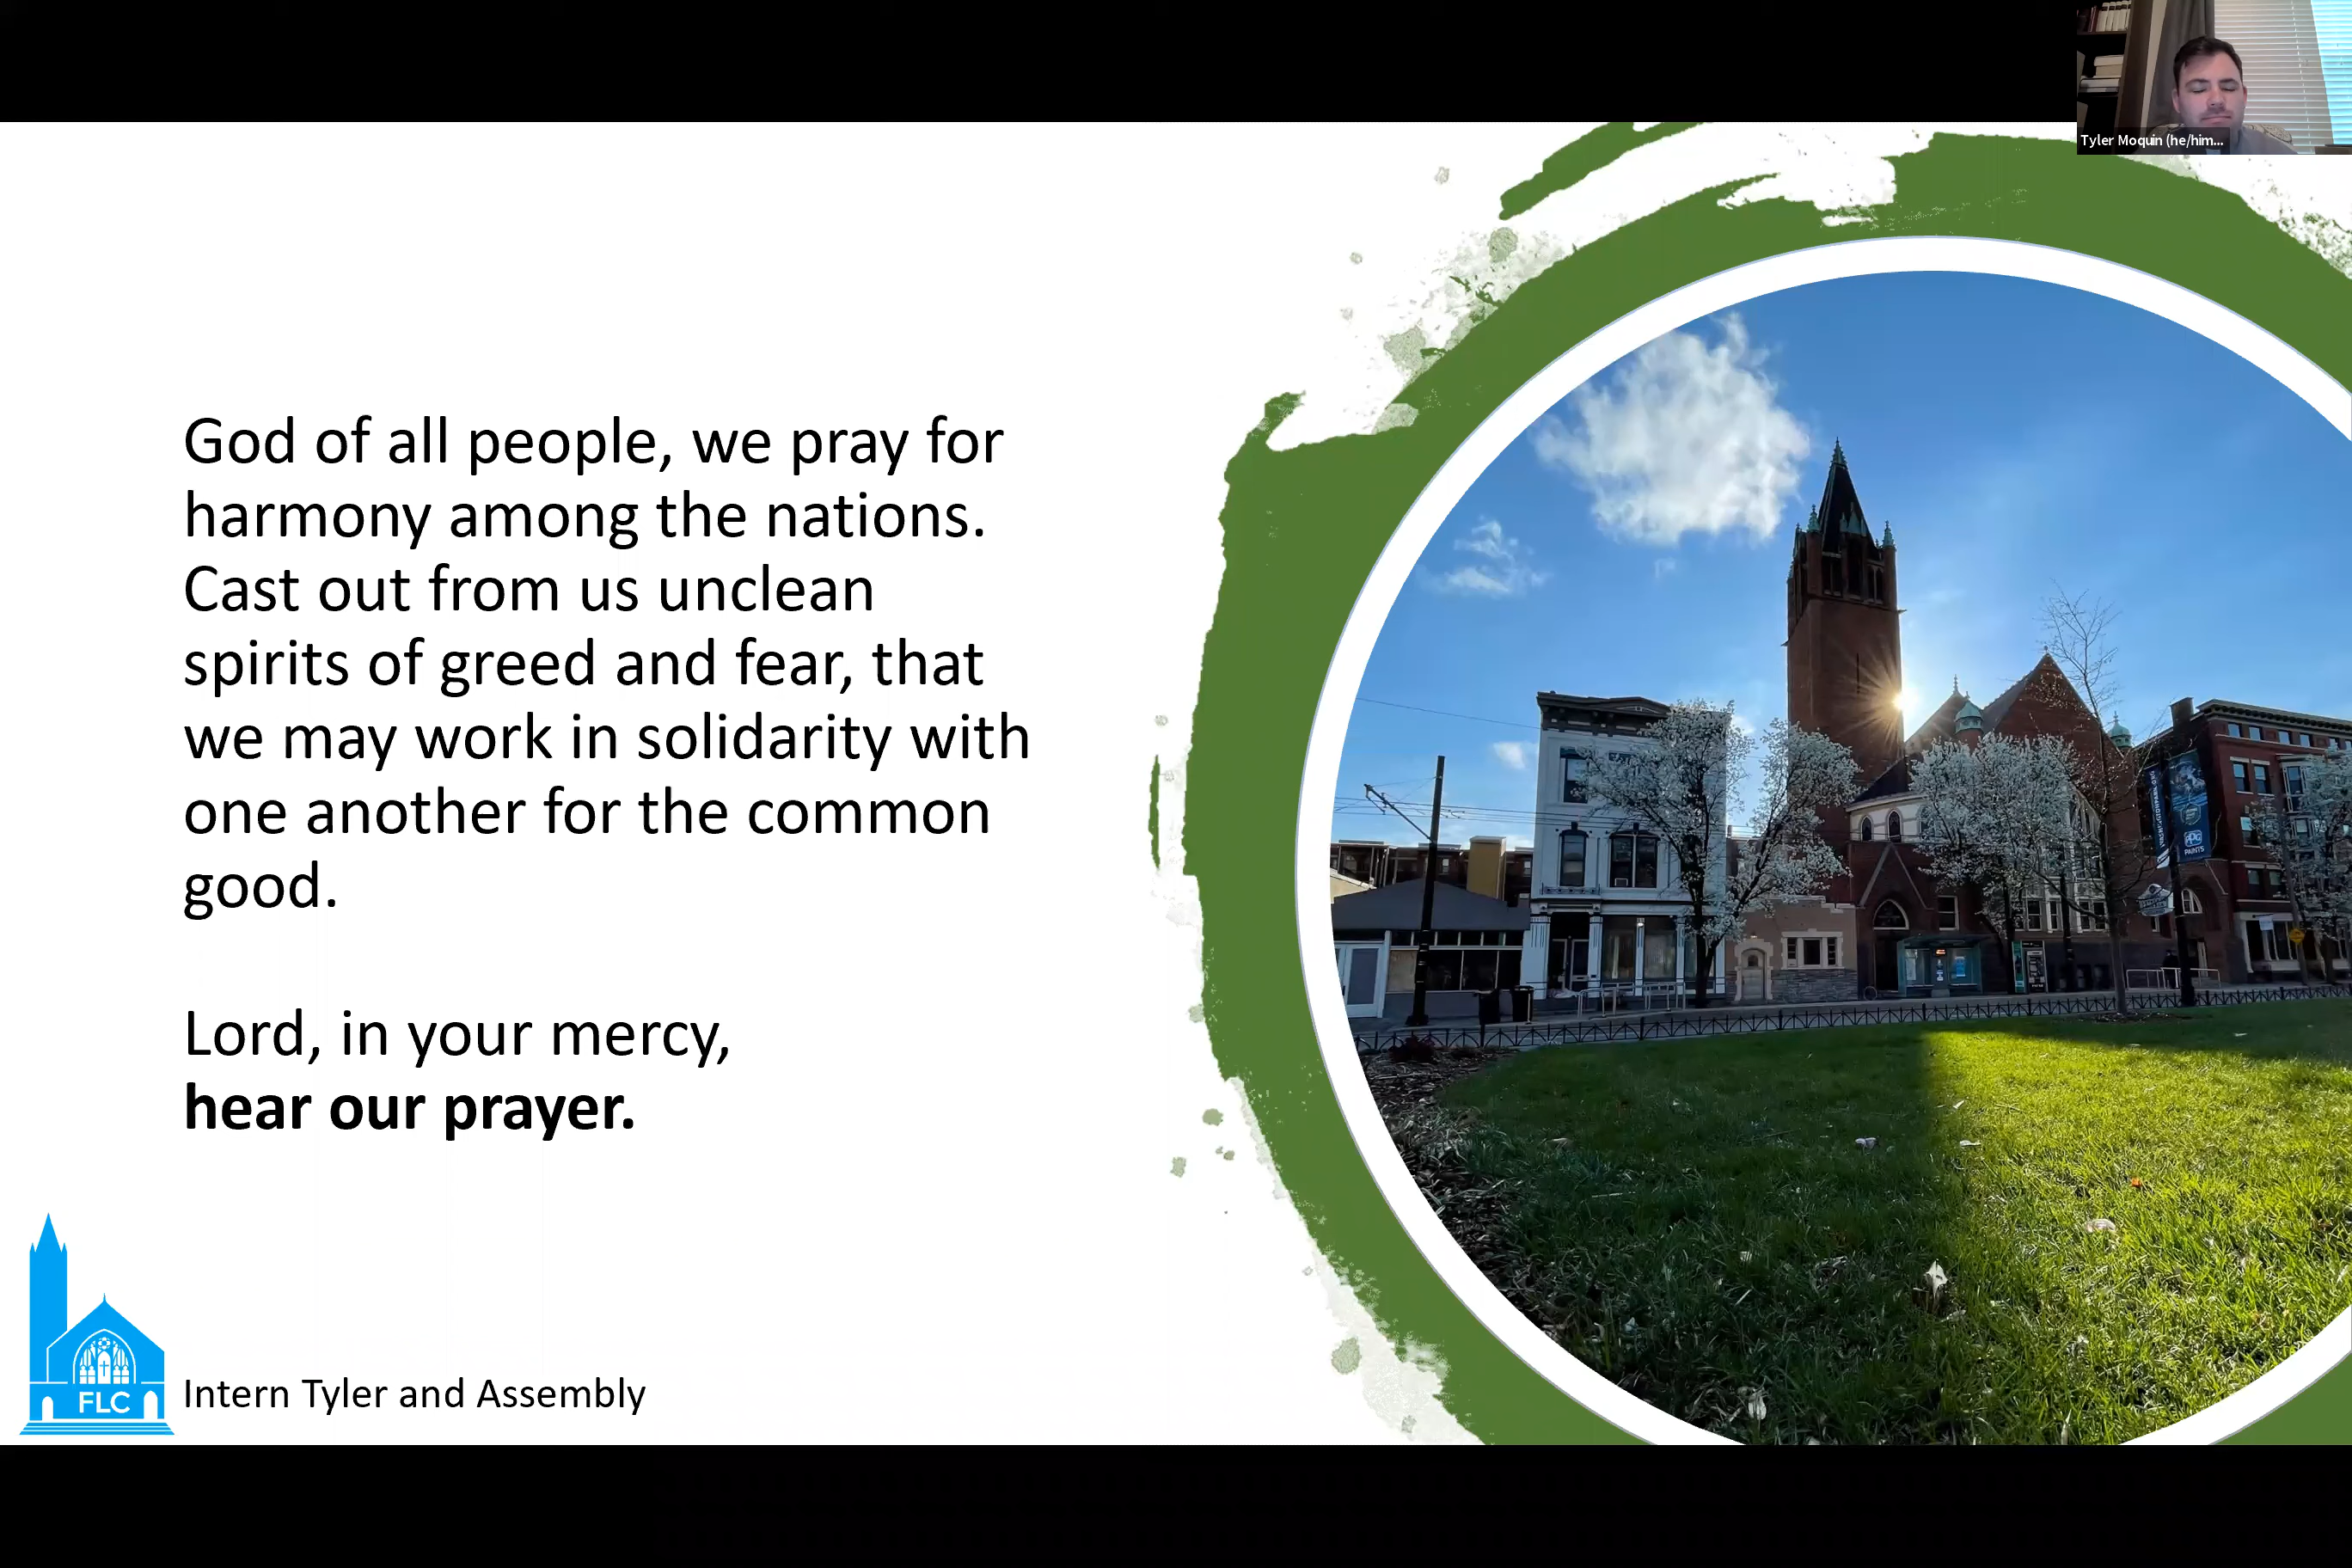 Tyler Moquin (he/him...
God of all people, we pray for
harmony among the nations.
Cast out from us unclean
spirits of greed and fear, that
we may work in solidarity with
one another for the common
good.
Lord, in your mercy,
hear our prayer.
FLC
Intern Tyler and Assembly
PPG
PAINTS